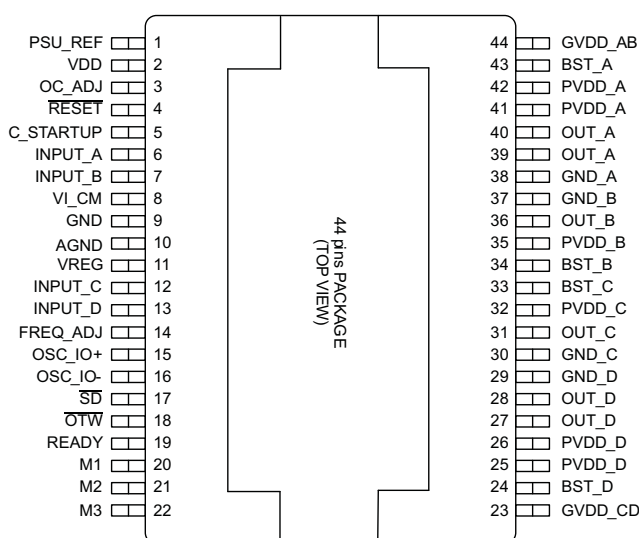 PSU_REF 1
VDD 2
OC_ADJ 3
RESET 4
C_STARTUP 5
INPUT_A 6
INPUT_B 7
VI_CM 8
GND 9
AGND 10
VREG 11
INPUT_C 12
INPUT_D 13
FREQ_ADJ 14
OSC_IO+ 15
OSC_IO- 16
SD 17
OTW 18
READY 19
M1 20
M2 21
M3 22
44 pins PACKAGE
(TOP VIEW)
44 GVDD_AB
43 BST_A
42 PVDD_A
41 PVDD_A
40 OUT_A
39 OUT_A
38 GND_A
37 GND_B
36 OUT_B
35 PVDD_B
34 BST_B
33 BST_C
32 PVDD_C
31 OUT_C
30 GND_C
29 GND_D
28 OUT_D
27 OUT_D
26 PVDD_D
25 PVDD_D
24 BST_D
23 GVDD_CD